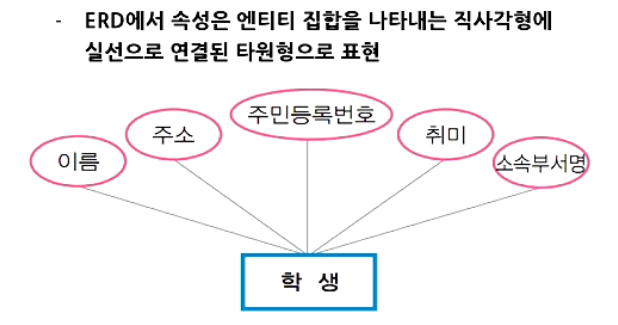 - ERD에서 속성은 엔티티 집합을 나타내는 직사각형에
실선으로 연결된 타원형으로 표현
주민등록번호
주소
취미
이름
소속부서명
학 생